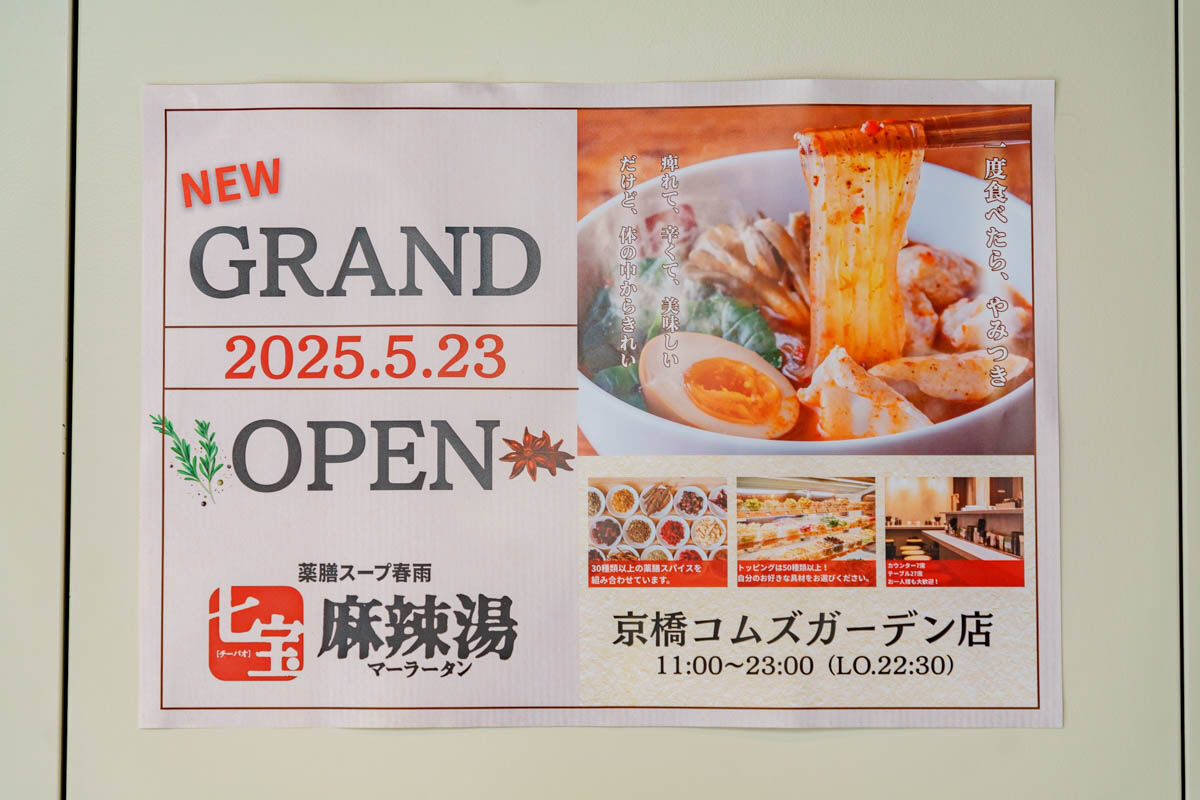 NEW
GRAND
2025.5.23
OPEN
薬膳スープ春雨
七宝
[チーパオ]
麻辣湯
マーラータン
一度食べたら、やみつき
痺れて、辛くて、美味しい
だけど、体の中からきれい
30種類以上の薬膳スパイスを
組み合わせています。
トッピングは50種類以上!
自分のお好きな具材をお選びください。
カウンター7席
テーブル27席
お一人様も大歓迎!
京橋コムズガーデン店
11:00〜23:00(LO.22:30)